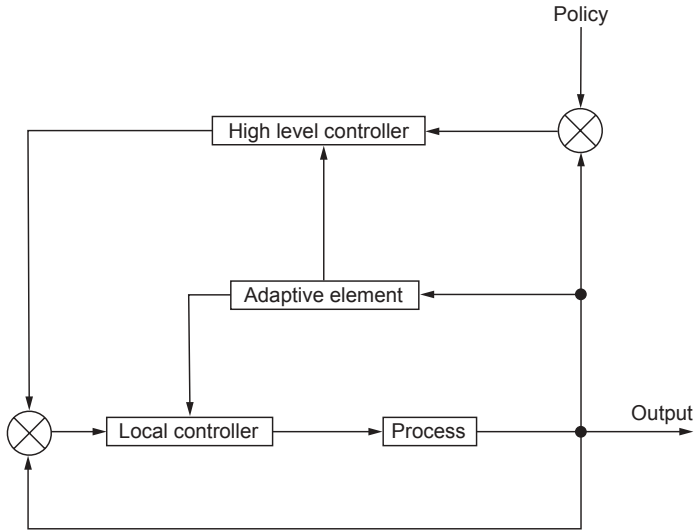 Policy
High level controller
Adaptive element
Output
Local controller
Process